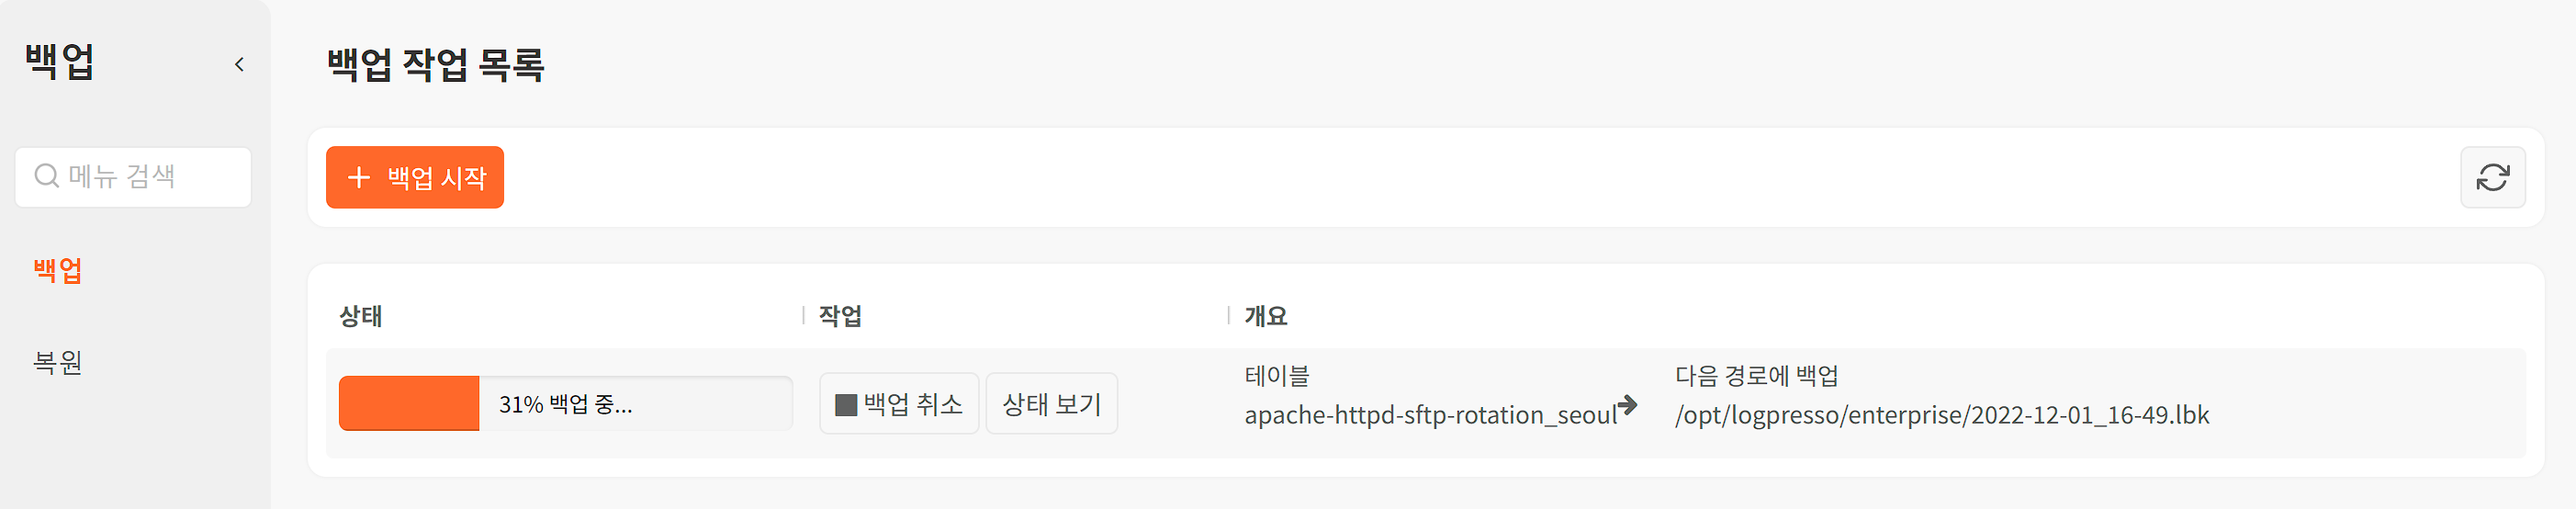 백업
메뉴 검색
백업
복원
백업 작업 목록
백업 시작
상태
작업
개요
31% 백업 중...
백업 취소
상태 보기
테이블
apache-httpd-sftp-rotation_seoul
다음 경로에 백업
/opt/logpresso/enterprise/2022-12-01_16-49.lbk